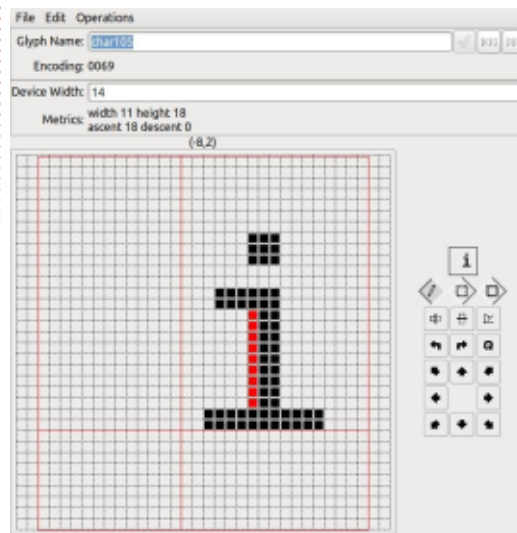 File Edit Operations
Glyph Name: char105
Encoding: 0069
Device Width: 14
Metrics: width 11 height 18
ascent 18 descent 0
(-8,2)
i